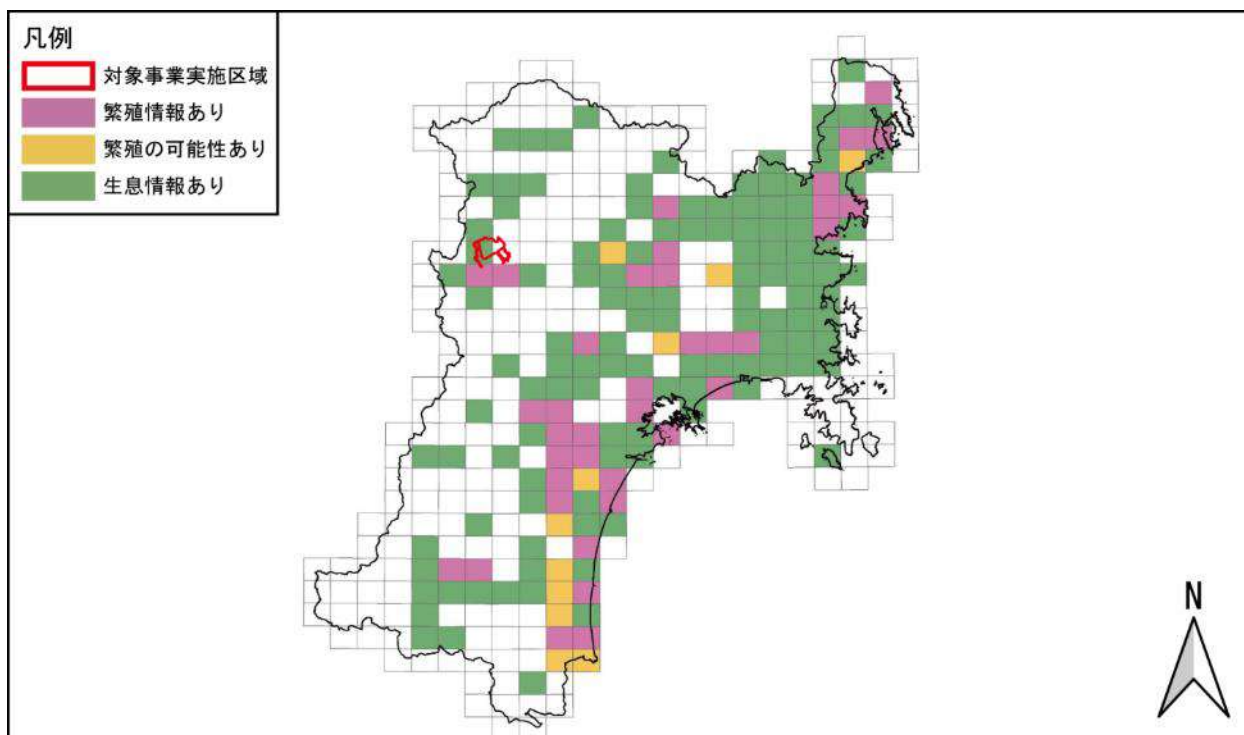 凡例
対象事業実施区域
繁殖情報あり
繁殖の可能性あり
生息情報あり
N